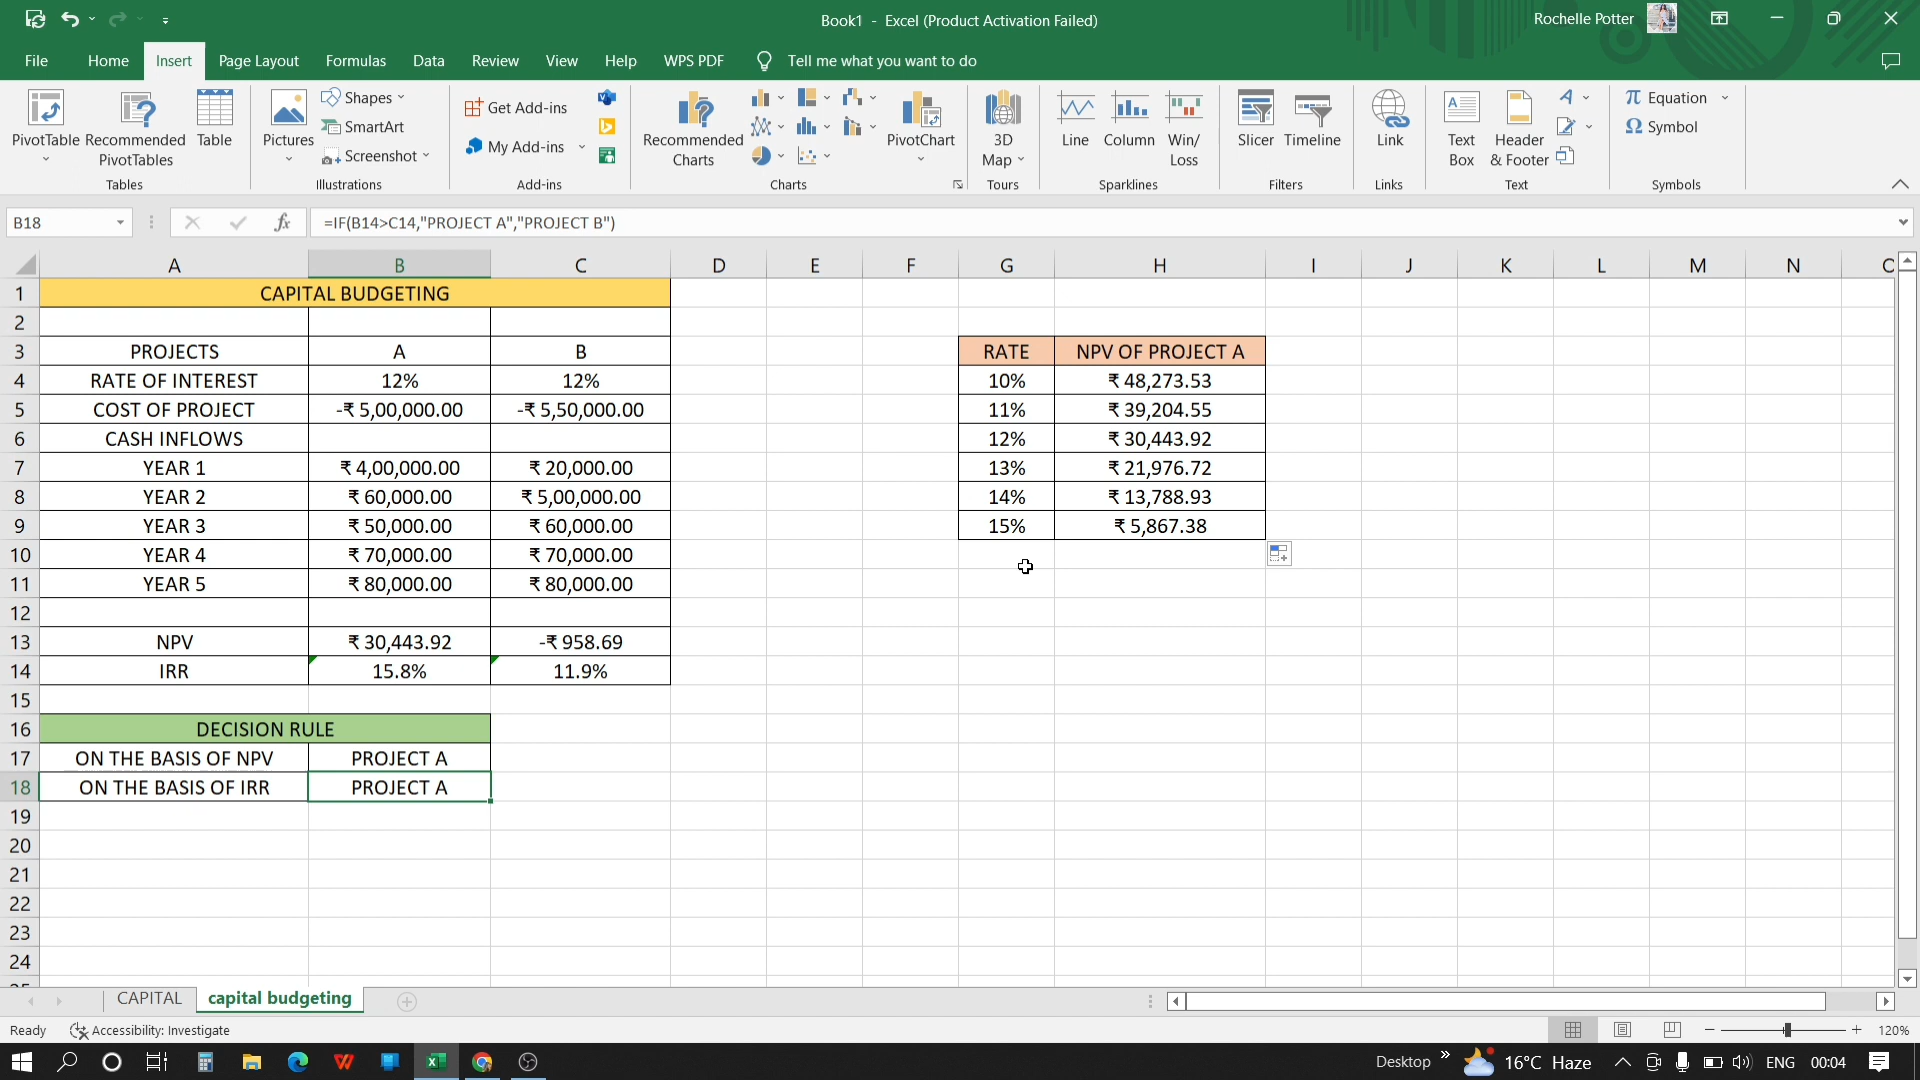 Book1 - Excel (Product Activation Failed)
Rochelle Potter
File Home Insert Page Layout Formulas Data Review View Help WPS PDF Tell me what you want to do
PivotTable
Recommended PivotTables
Table
Tables
Pictures
Shapes
SmartArt
Screenshot
Illustrations
Get Add-ins
My Add-ins
Add-ins
Recommended Charts
PivotChart
Charts
3D Map
Tours
Line
Column
Win/ Loss
Sparklines
Slicer
Timeline
Filters
Link
Links
Text Box
Header & Footer
Text
Equation
Symbol
Symbols
B18 fx =IF(B14>C14,"PROJECT A","PROJECT B")
A B C D E F G H I J K L M N
1 CAPITAL BUDGETING
2
3 PROJECTS A B RATE NPV OF PROJECT A
4 RATE OF INTEREST 12% 12% 10% ₹ 48,273.53
5 COST OF PROJECT -₹ 5,00,000.00 -₹ 5,50,000.00 11% ₹ 39,204.55
6 CASH INFLOWS 12% ₹ 30,443.92
7 YEAR 1 ₹ 4,00,000.00 ₹ 20,000.00 13% ₹ 21,976.72
8 YEAR 2 ₹ 60,000.00 ₹ 5,00,000.00 14% ₹ 13,788.93
9 YEAR 3 ₹ 50,000.00 ₹ 60,000.00 15% ₹ 5,867.38
10 YEAR 4 ₹ 70,000.00 ₹ 70,000.00
11 YEAR 5 ₹ 80,000.00 ₹ 80,000.00
12
13 NPV ₹ 30,443.92 -₹ 958.69
14 IRR 15.8% 11.9%
15
16 DECISION RULE
17 ON THE BASIS OF NPV PROJECT A
18 ON THE BASIS OF IRR PROJECT A
19
20
21
22
23
24
CAPITAL capital budgeting
Ready Accessibility: Investigate 120%
Desktop 16°C Haze ENG 00:04